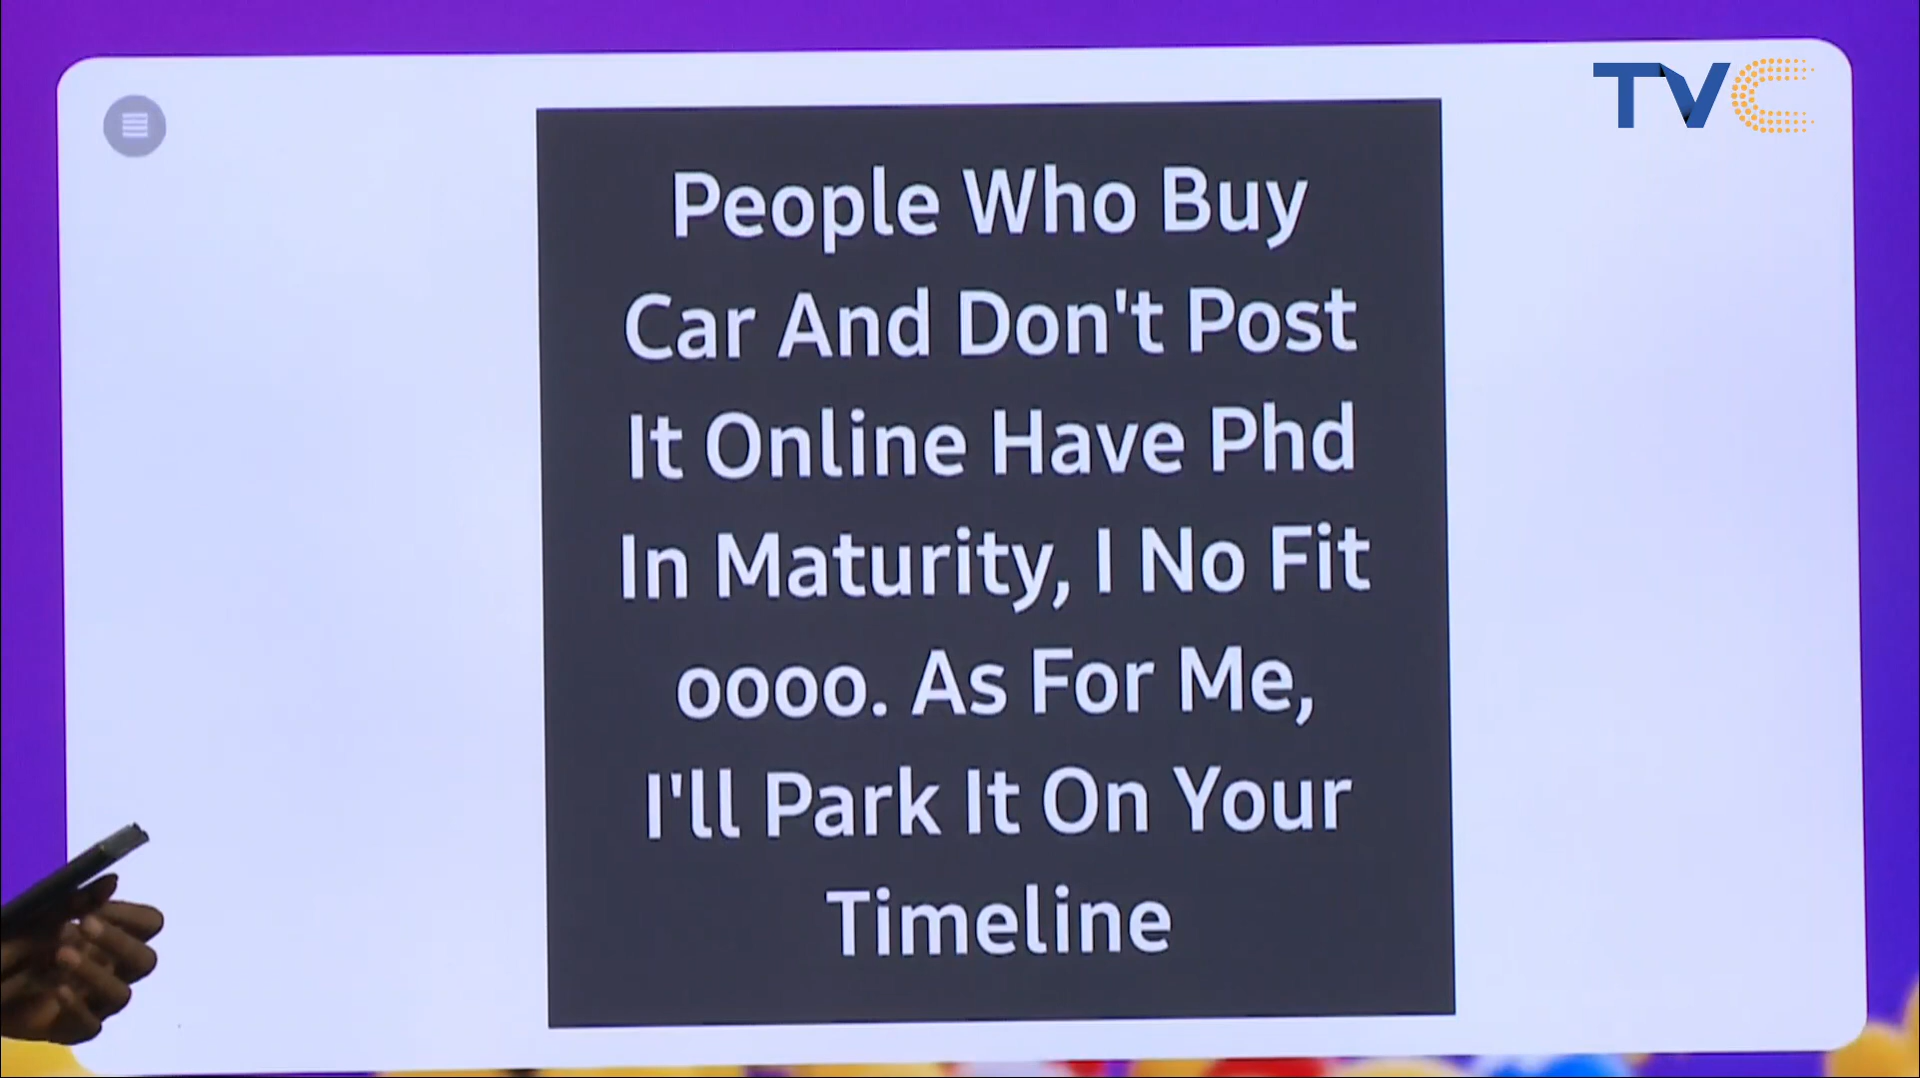 TVC
People Who Buy
Car And Don't Post
It Online Have Phd
In Maturity, I No Fit
oooo. As For Me,
I'll Park It On Your
Timeline